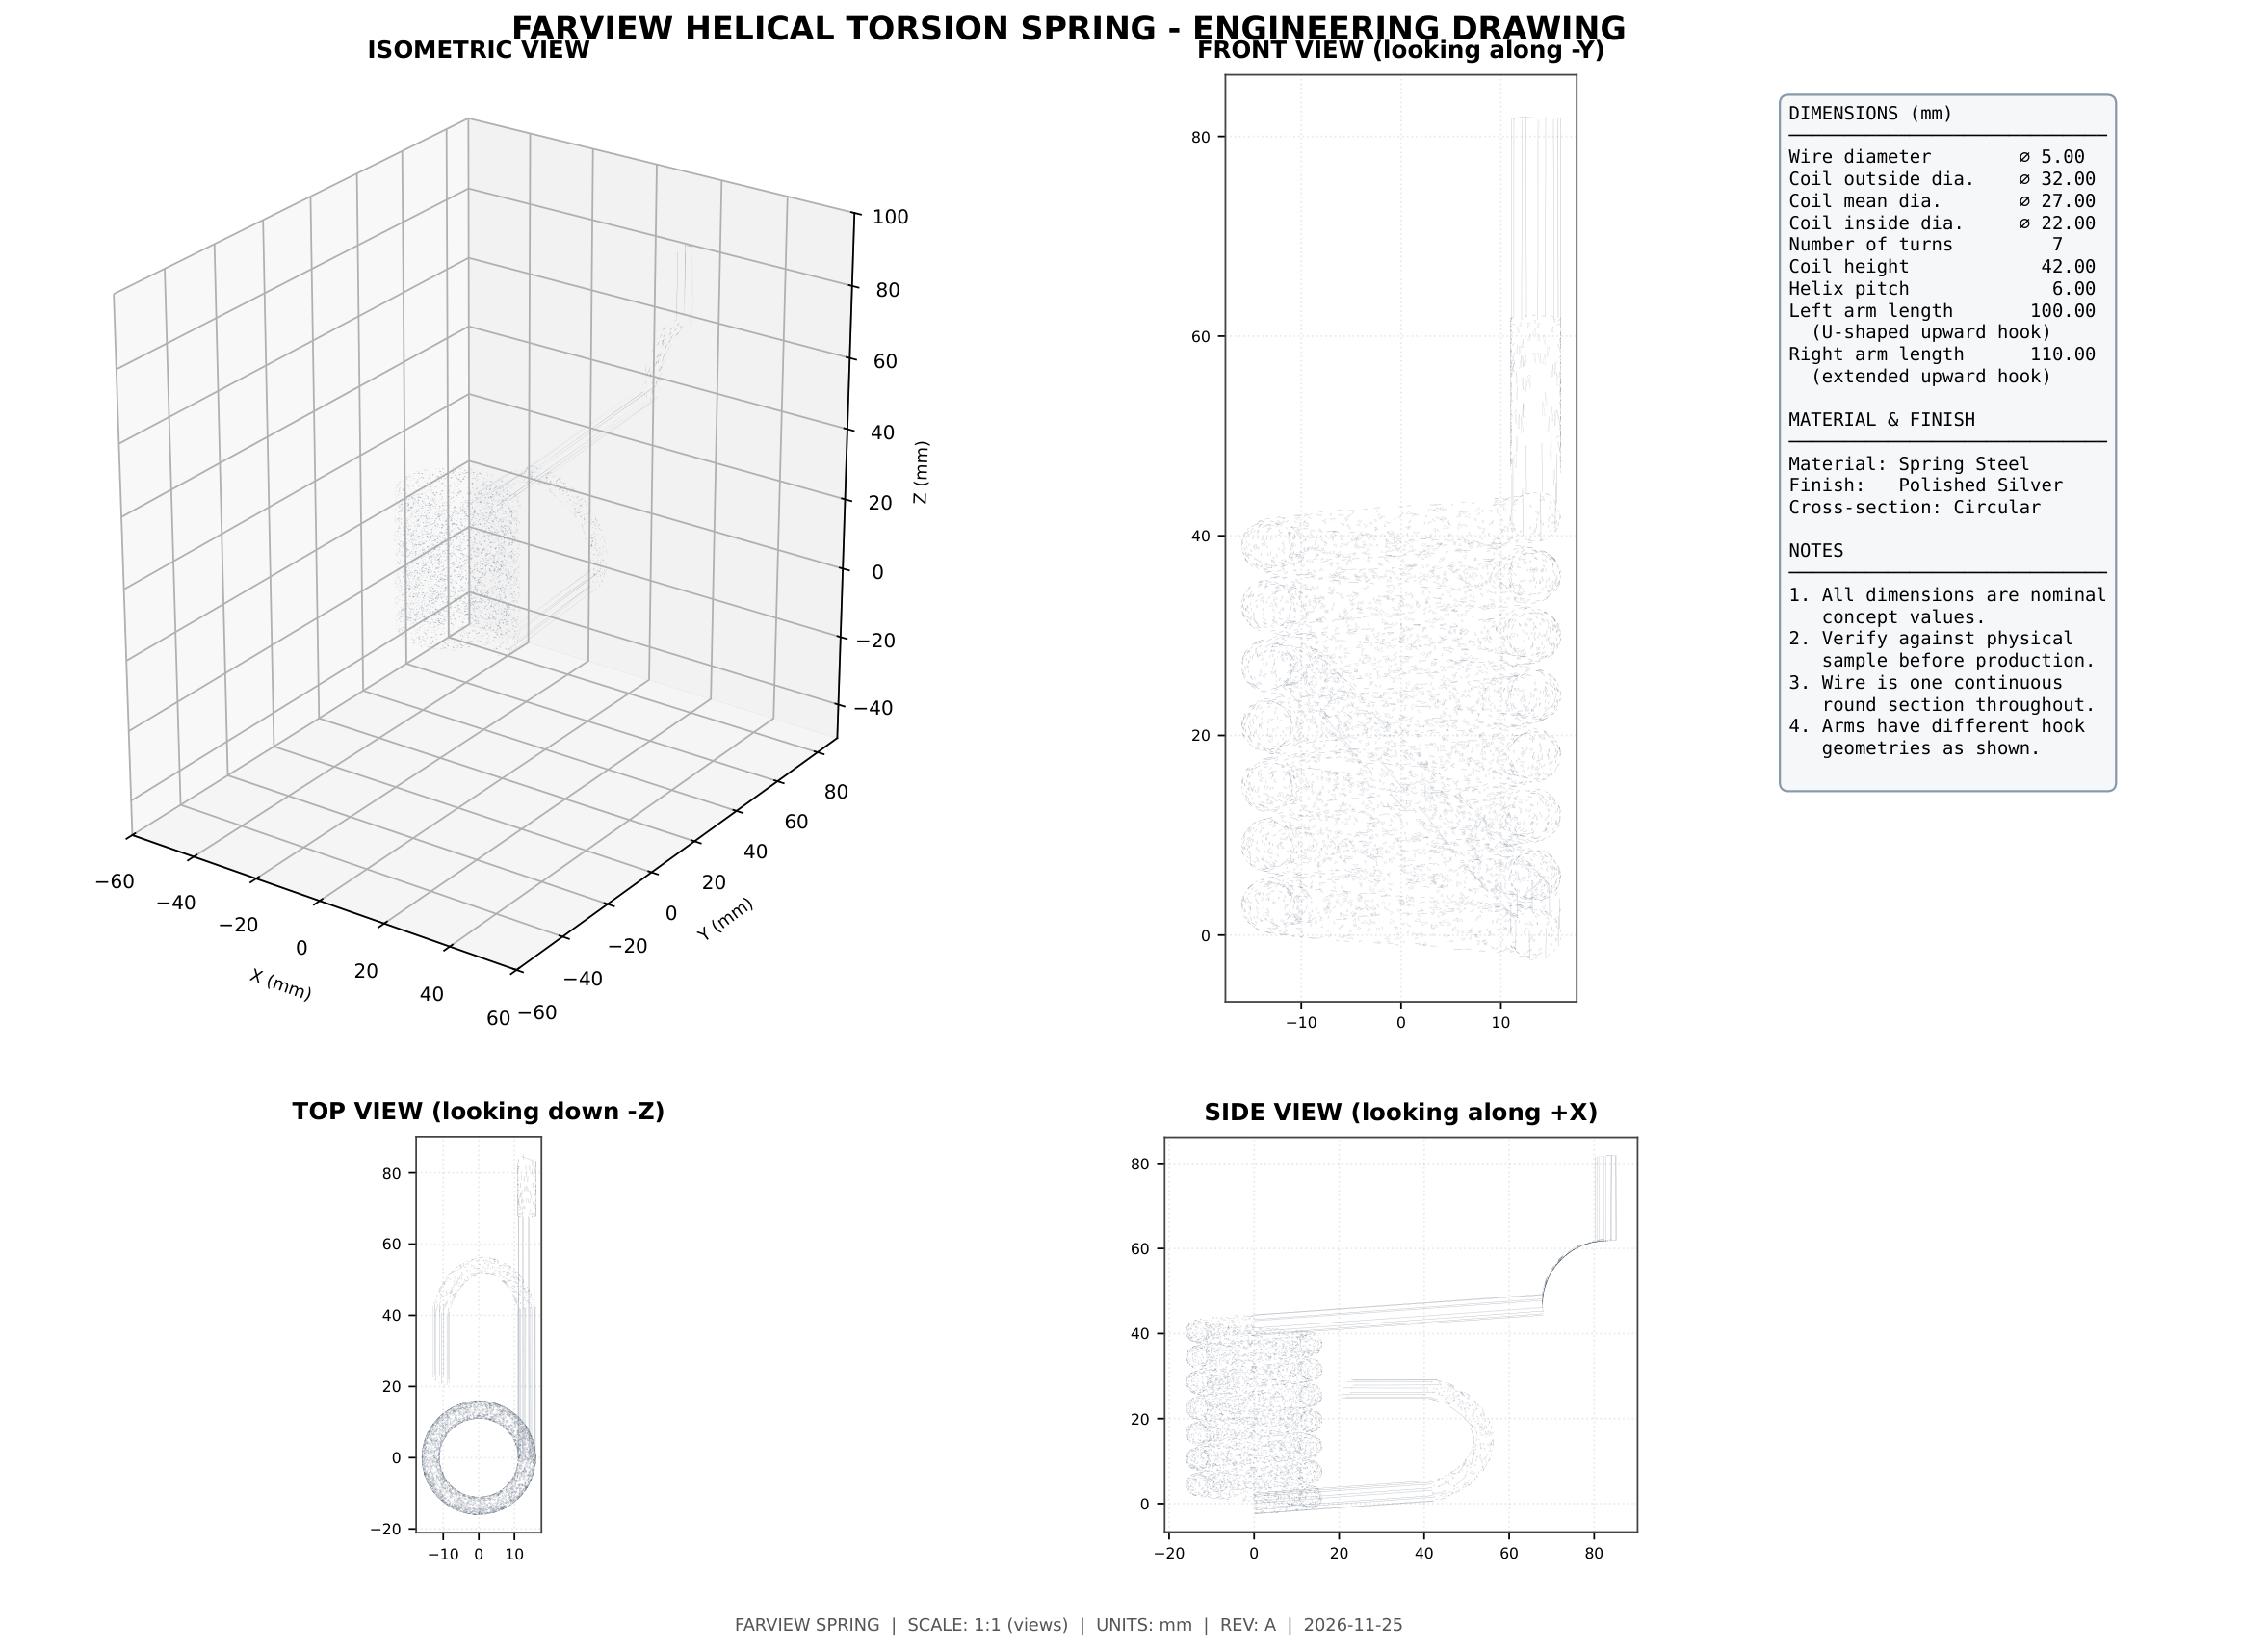 FARVIEW HELICAL TORSION SPRING - ENGINEERING DRAWING
ISOMETRIC VIEW
100
80
60
40
20
0
−20
−40
Z (mm)
−60
−40
−20
0
20
40
60
X (mm)
−60
−40
−20
0
20
40
60
80
Y (mm)
FRONT VIEW (looking along -Y)
80
60
40
20
0
−10 0 10
DIMENSIONS (mm)
Wire diameter ⌀ 5.00
Coil outside dia. ⌀ 32.00
Coil mean dia. ⌀ 27.00
Coil inside dia. ⌀ 22.00
Number of turns 7
Coil height 42.00
Helix pitch 6.00
Left arm length 100.00
(U-shaped upward hook)
Right arm length 110.00
(extended upward hook)
MATERIAL & FINISH
Material: Spring Steel
Finish: Polished Silver
Cross-section: Circular
NOTES
1. All dimensions are nominal
concept values.
2. Verify against physical
sample before production.
3. Wire is one continuous
round section throughout.
4. Arms have different hook
geometries as shown.
TOP VIEW (looking down -Z)
80
60
40
20
0
−20
−10 0 10
SIDE VIEW (looking along +X)
80
60
40
20
0
−20 0 20 40 60 80
FARVIEW SPRING | SCALE: 1:1 (views) | UNITS: mm | REV: A | 2026-11-25